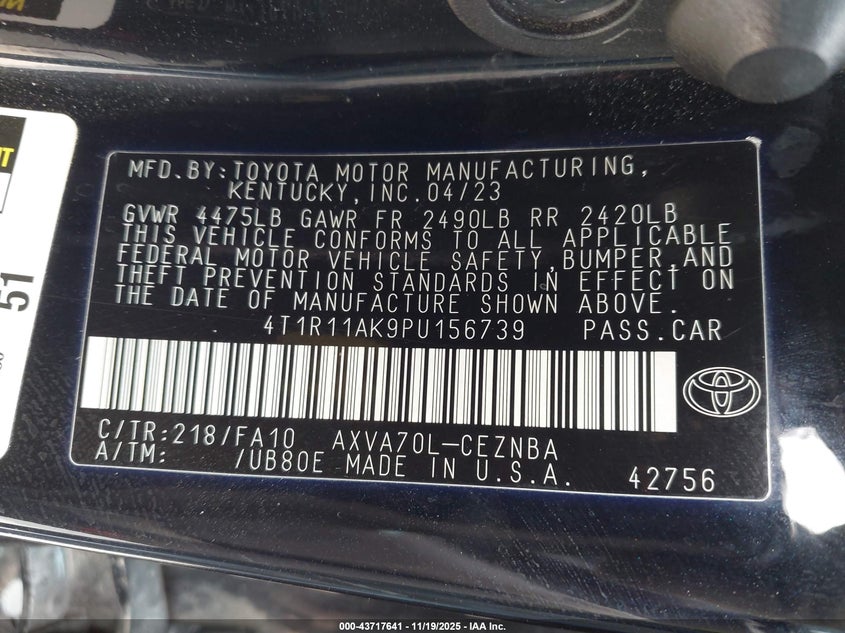 MFD.BY:TOYOTA MOTOR MANUFACTURING,
KENTUCKY,INC.04/23
GVWR 4475LB GAWR FR 2490LB RR 2420LB
THIS VEHICLE CONFORMS TO ALL APPLICABLE
FEDERAL MOTOR VEHICLE SAFETY,BUMPER,AND
THEFT PREVENTION STANDARDS IN EFFECT ON
THE DATE OF MANUFACTURE SHOWN ABOVE.
4T1R11AK9PU156739 PASS.CAR
C/TR:218/FA10 AXVA70L-CEZNBA
A/TM: /UB80E MADE IN U.S.A. 42756
51
000-43717641 - 11/19/2025 - IAA Inc.